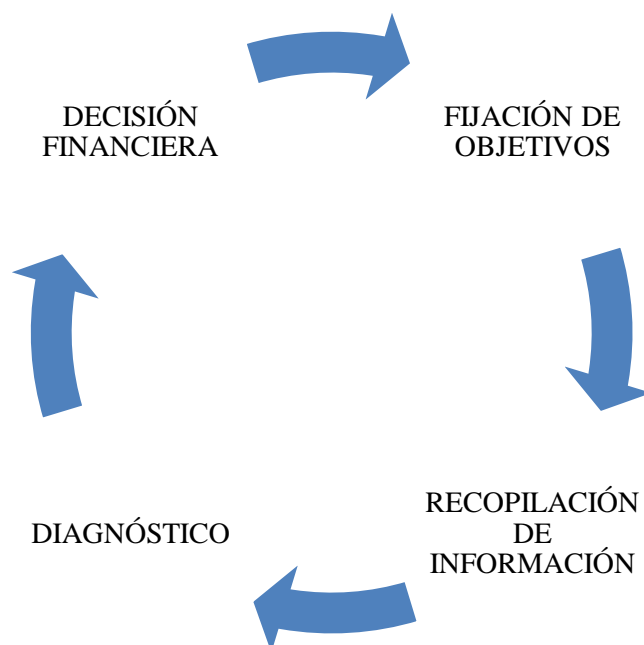 DECISIÓN
FINANCIERA
FIJACIÓN DE
OBJETIVOS
RECOPILACIÓN
DE
INFORMACIÓN
DIAGNÓSTICO